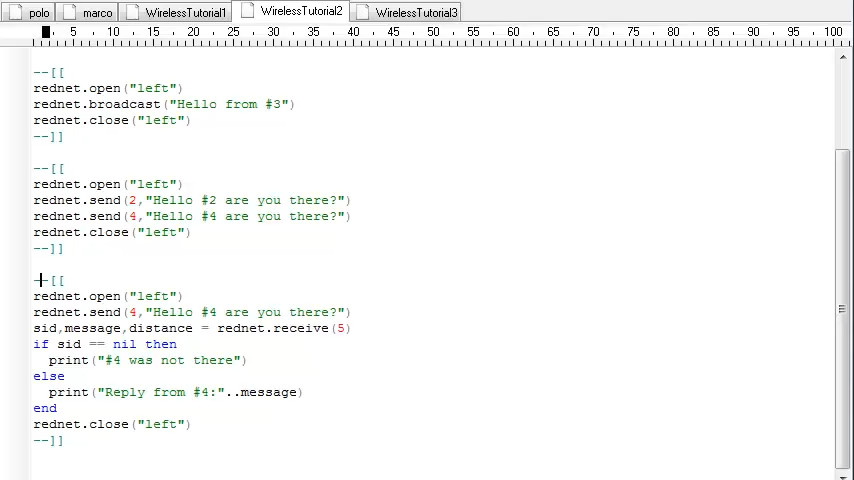 polo marco WirelessTutorial1 WirelessTutorial2 WirelessTutorial3
5 10 15 20 25 30 35 40 45 50 55 60 65 70 75 80 85 90 95 100
--[[
rednet.open("left")
rednet.broadcast("Hello from #3")
rednet.close("left")
--]]
--[[
rednet.open("left")
rednet.send(2,"Hello #2 are you there?")
rednet.send(4,"Hello #4 are you there?")
rednet.close("left")
--]]
--[[
rednet.open("left")
rednet.send(4,"Hello #4 are you there?")
sid,message,distance = rednet.receive(5)
if sid == nil then
  print("#4 was not there")
else
  print("Reply from #4:"..message)
end
rednet.close("left")
--]]